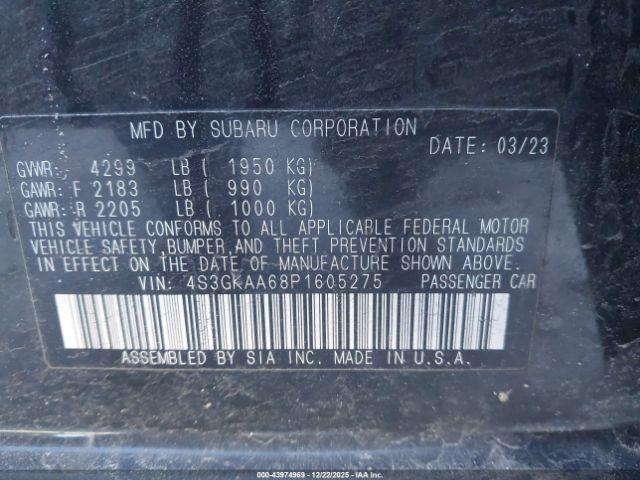 MFD BY SUBARU CORPORATION
DATE: 03/23
GVWR: 4299 LB ( 1950 KG)
GAWR: F 2183 LB ( 990 KG)
GAWR: R 2205 LB ( 1000 KG)
THIS VEHICLE CONFORMS TO ALL APPLICABLE FEDERAL MOTOR
VEHICLE SAFETY, BUMPER, AND THEFT PREVENTION STANDARDS
IN EFFECT ON THE DATE OF MANUFACTURE SHOWN ABOVE.
VIN: 4S3GKAA68P1605275 PASSENGER CAR
ASSEMBLED BY SIA INC. MADE IN U.S.A.
000-43974969 - 12/22/2025 - IAA Inc.